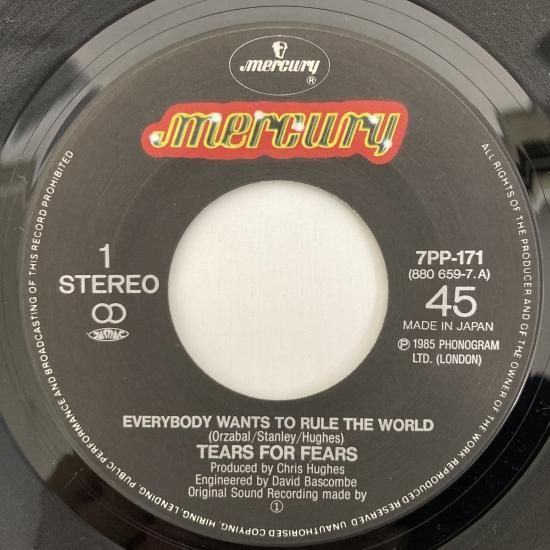 mercury
®
mercury
1
STEREO
JASRAC
7PP-171
(880 659-7.A)
45
MADE IN JAPAN
Ⓟ 1985 PHONOGRAM
LTD. (LONDON)
EVERYBODY WANTS TO RULE THE WORLD
(Orzabal/Stanley/Hughes)
TEARS FOR FEARS
Produced by Chris Hughes
Engineered by David Bascombe
Original Sound Recording made by
①
ALL RIGHTS OF THE PRODUCER AND OF THE OWNER OF THE WORK REPRODUCED RESERVED. UNAUTHORISED COPYING, HIRING, LENDING, PUBLIC PERFORMANCE AND BROADCASTING OF THIS RECORD PROHIBITED